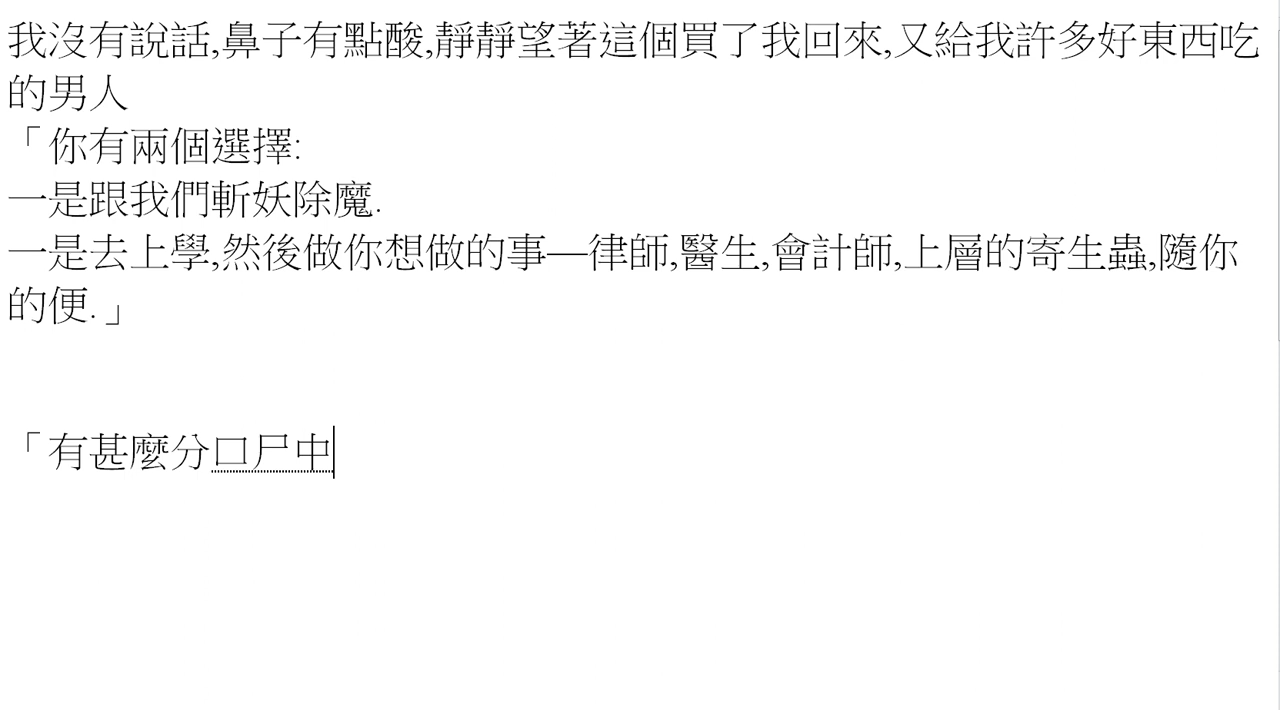 我沒有說話,鼻子有點酸,靜靜望著這個買了我回來,又給我許多好東西吃
的男人
「你有兩個選擇:
一是跟我們斬妖除魔.
一是去上學,然後做你想做的事—律師,醫生,會計師,上層的寄生蟲,隨你
的便.」
「有甚麼分口尸中